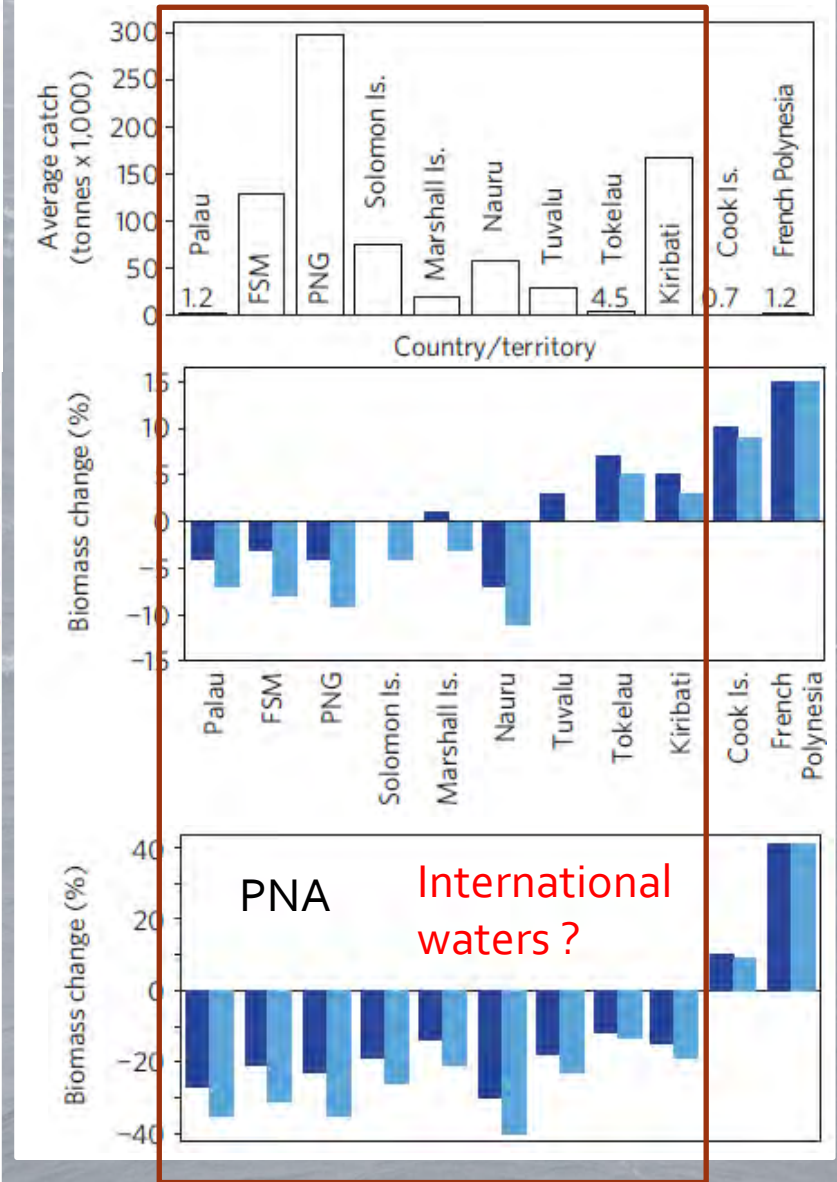 Average catch
(tonnes x 1,000)
300
250
200
150
100
50
0
Palau
FSM
PNG
Solomon Is.
Marshall Is.
Nauru
Tuvalu
Tokelau
Kiribati
Cook Is.
French Polynesia
1.2
4.5
0.7
1.2
Country/territory
Biomass change (%)
15
10
5
0
−5
−10
−15
Palau
FSM
PNG
Solomon Is.
Marshall Is.
Nauru
Tuvalu
Tokelau
Kiribati
Cook Is.
French
Polynesia
Biomass change (%)
40
20
0
−20
−40
PNA
International
waters ?